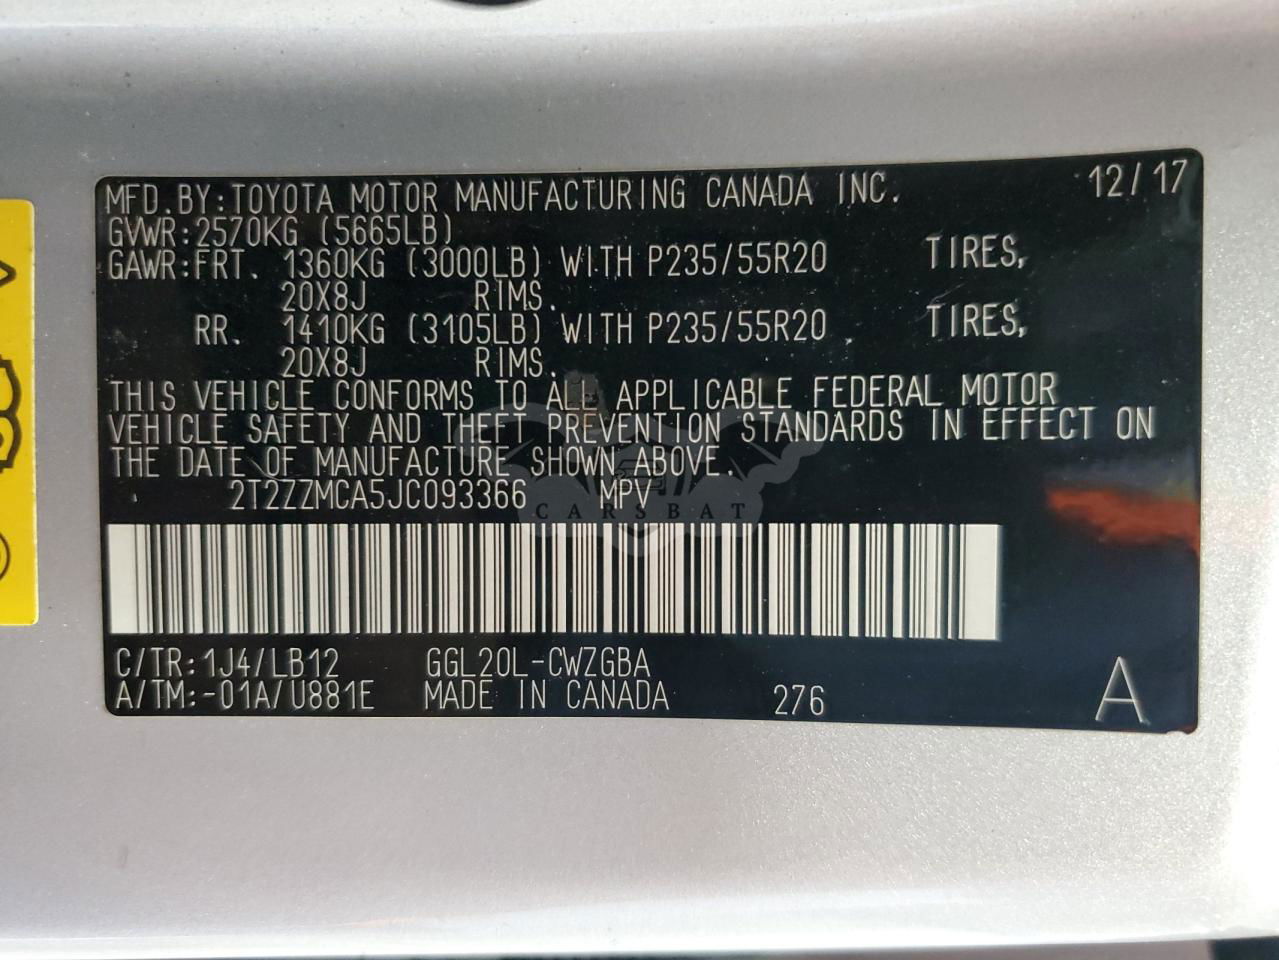 MFD. BY: TOYOTA MOTOR MANUFACTURING CANADA INC. 12/17
GVWR: 2570KG (5665LB)
GAWR: FRT. 1360KG (3000LB) WITH P235/55R20 TIRES,
20X8J RIMS.
RR. 1410KG (3105LB) WITH P235/55R20 TIRES,
20X8J RIMS.
THIS VEHICLE CONFORMS TO ALL APPLICABLE FEDERAL MOTOR
VEHICLE SAFETY AND THEFT PREVENTION STANDARDS IN EFFECT ON
THE DATE OF MANUFACTURE SHOWN ABOVE.
2T2ZZMCA5JC093366 MPV
CARSBAT
C/TR: 1J4/LB12 GGL20L-CWZGBA
A/TM: -01A/U881E MADE IN CANADA 276 A